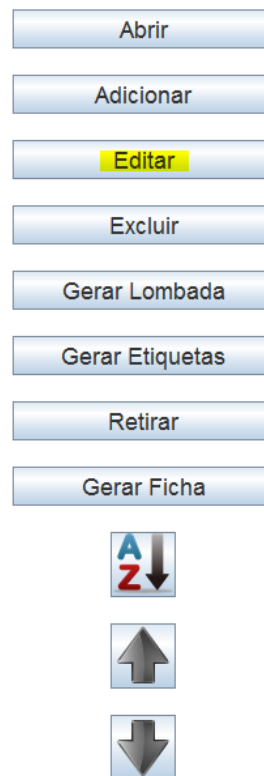 Abrir
Adicionar
Editar
Excluir
Gerar Lombada
Gerar Etiquetas
Retirar
Gerar Ficha
A
Z